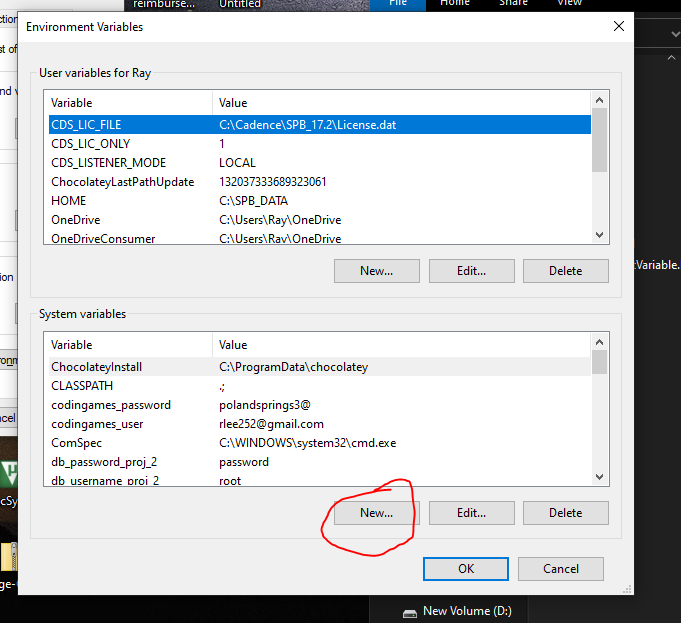 reimburse... Untitled
File Home Share View
Environment Variables
User variables for Ray
Variable Value
CDS_LIC_FILE C:\Cadence\SPB_17.2\License.dat
CDS_LIC_ONLY 1
CDS_LISTENER_MODE LOCAL
ChocolateyLastPathUpdate 132037333689323061
HOME C:\SPB_DATA
OneDrive C:\Users\Ray\OneDrive
OneDriveConsumer C:\Users\Ray\OneDrive
New... Edit... Delete
:Variable.
System variables
Variable Value
ChocolateyInstall C:\ProgramData\chocolatey
CLASSPATH .;
codingames_password polandsprings3@
codingames_user rlee252@gmail.com
ComSpec C:\WINDOWS\system32\cmd.exe
db_password_proj_2 password
db_username_proj_2 root
New... Edit... Delete
OK Cancel
New Volume (D:)